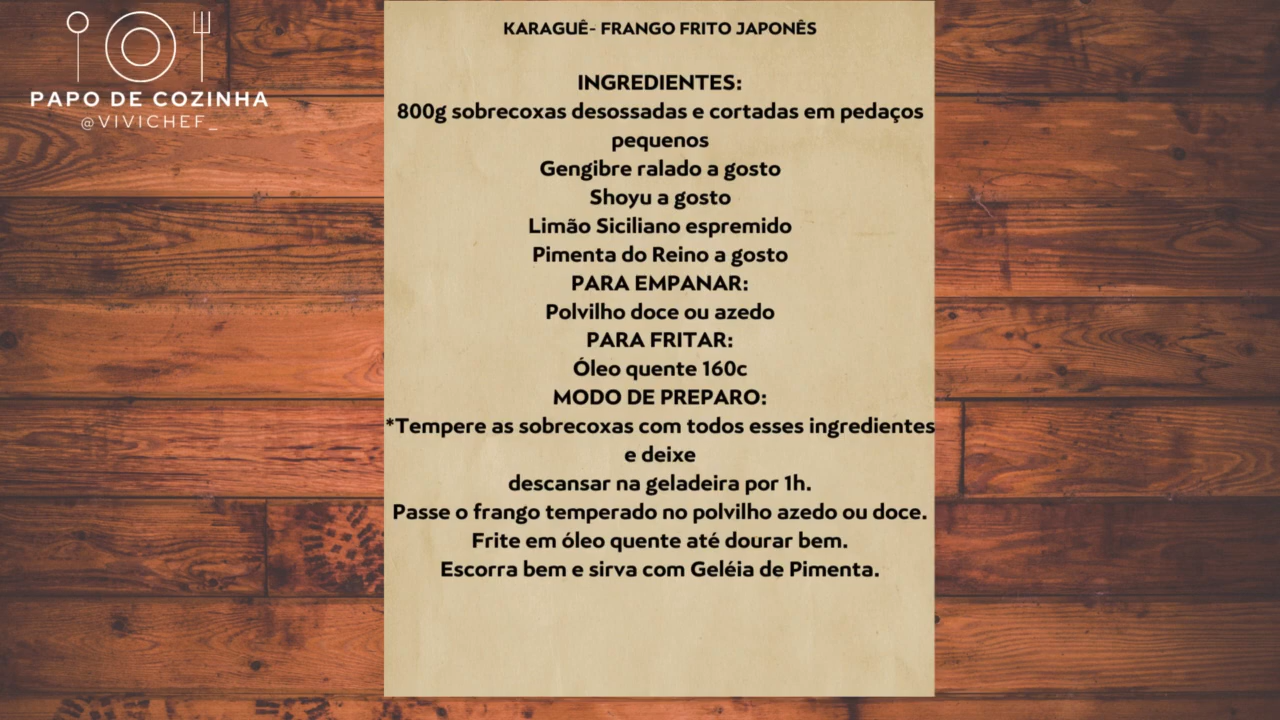 PAPO DE COZINHA
@VIVICHEF_
KARAGUÊ- FRANGO FRITO JAPONÊS
INGREDIENTES:
800g sobrecoxas desossadas e cortadas em pedaços
pequenos
Gengibre ralado a gosto
Shoyu a gosto
Limão Siciliano espremido
Pimenta do Reino a gosto
PARA EMPANAR:
Polvilho doce ou azedo
PARA FRITAR:
Óleo quente 160c
MODO DE PREPARO:
*Tempere as sobrecoxas com todos esses ingredientes
e deixe
descansar na geladeira por 1h.
Passe o frango temperado no polvilho azedo ou doce.
Frite em óleo quente até dourar bem.
Escorra bem e sirva com Geléia de Pimenta.